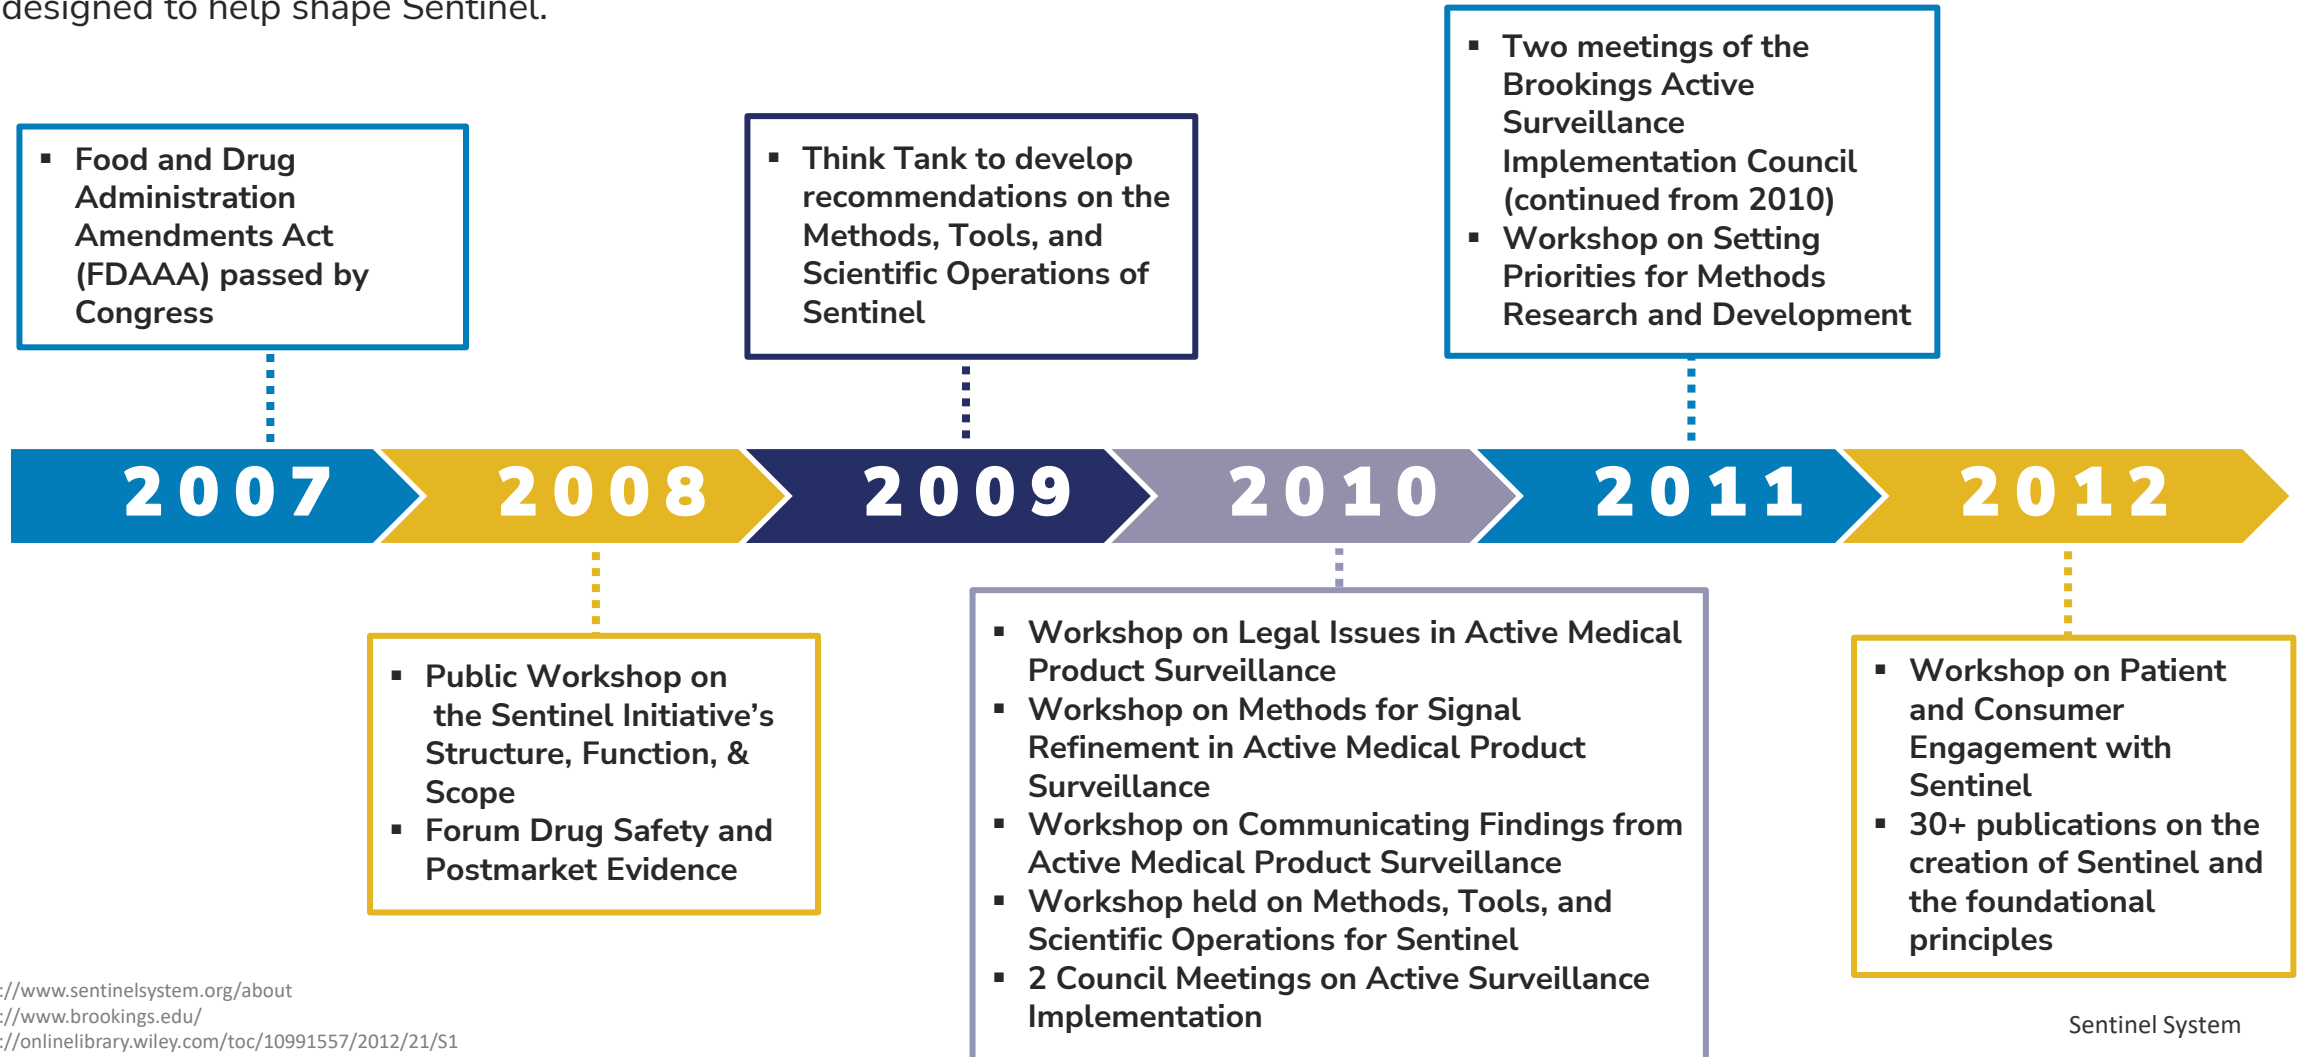 designed to help shape Sentinel.
▪ Food and Drug
Administration
Amendments Act
(FDAAA) passed by
Congress
▪ Think Tank to develop
recommendations on the
Methods, Tools, and
Scientific Operations of
Sentinel
▪ Two meetings of the
Brookings Active
Surveillance
Implementation Council
(continued from 2010)
▪ Workshop on Setting
Priorities for Methods
Research and Development
2007
2008
2009
2010
2011
2012
▪ Public Workshop on
the Sentinel Initiative’s
Structure, Function, &
Scope
▪ Forum Drug Safety and
Postmarket Evidence
▪ Workshop on Legal Issues in Active Medical
Product Surveillance
▪ Workshop on Methods for Signal
Refinement in Active Medical Product
Surveillance
▪ Workshop on Communicating Findings from
Active Medical Product Surveillance
▪ Workshop held on Methods, Tools, and
Scientific Operations for Sentinel
▪ 2 Council Meetings on Active Surveillance
Implementation
▪ Workshop on Patient
and Consumer
Engagement with
Sentinel
▪ 30+ publications on the
creation of Sentinel and
the foundational
principles
://www.sentinelsystem.org/about
://www.brookings.edu/
://onlinelibrary.wiley.com/toc/10991557/2012/21/S1
Sentinel System